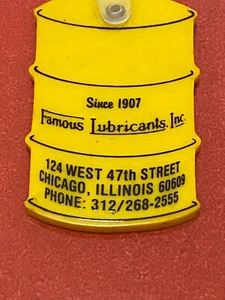 Since 1907
Famous Lubricants, Inc.
124 WEST 47th STREET
CHICAGO, ILLINOIS 60609
PHONE: 312/268-2555